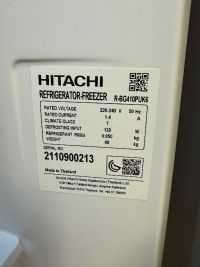 HITACHI
REFRIGERATOR-FREEZER R-BG410PUK6
RATED VOLTAGE 220-240 V 50 Hz
RATED CURRENT 1.4 A
CLIMATE CLASS T
DEFROSTING INPUT 129 W
REFRIGERANT R600a 0.050 kg
WEIGHT 66 kg
SERIAL NO.
2110900213
Made in Thailand